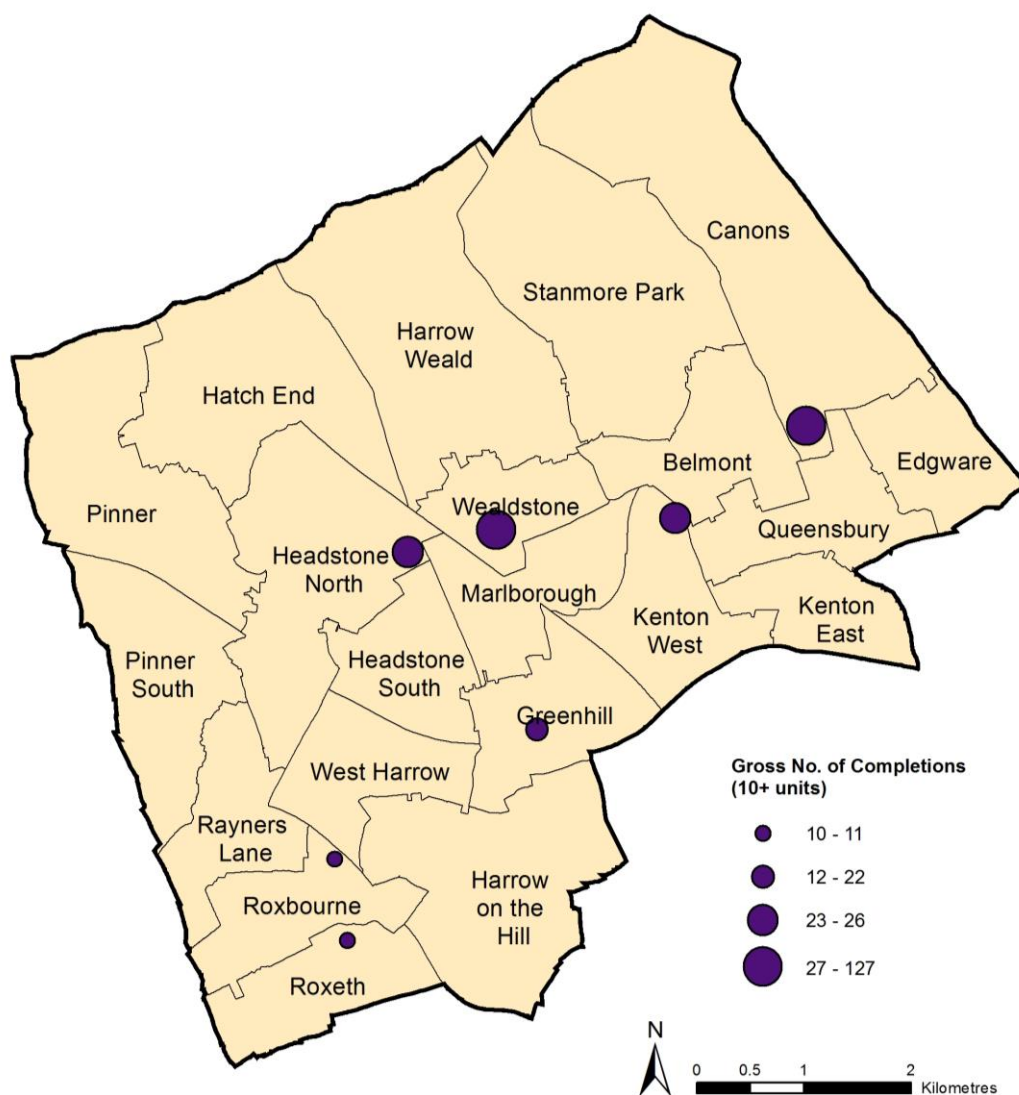 Canons
Stanmore Park
Harrow
Weald
Hatch End
Belmont
Edgware
Pinner
Wealdstone
Queensbury
Headstone
North
Marlborough
Kenton
West
Kenton
East
Pinner
South
Headstone
South
Greenhill
West Harrow
Rayners
Lane
Harrow
on the
Hill
Roxbourne
Roxeth
Gross No. of Completions
(10+ units)
10 - 11
12 - 22
23 - 26
27 - 127
N
0 0.5 1 2
Kilometres